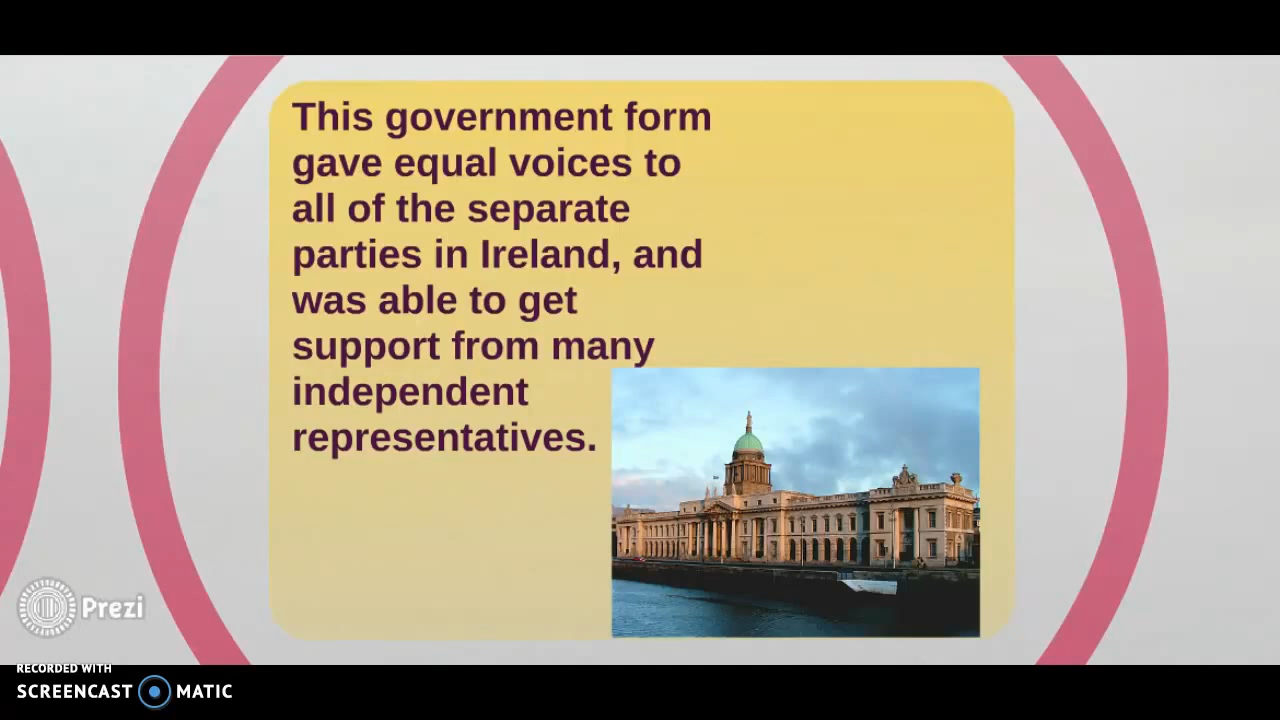 This government form
gave equal voices to
all of the separate
parties in Ireland, and
was able to get
support from many
independent
representatives.
Prezi
RECORDED WITH
SCREENCAST MATIC